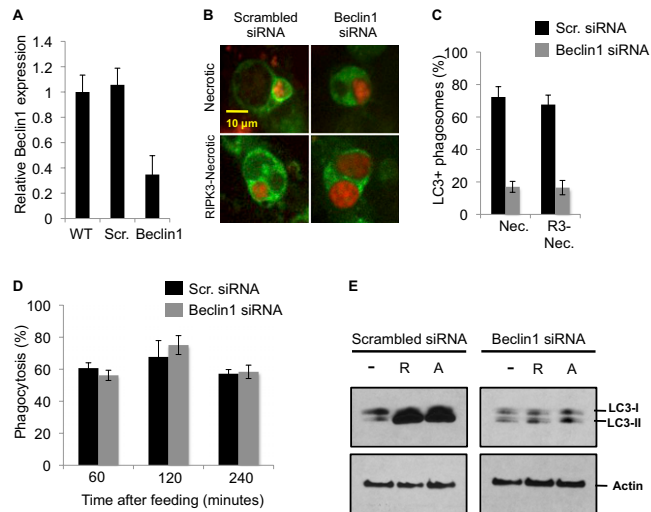 A
Relative Beclin1 expression
1.4
1.2
1
0.8
0.6
0.4
0.2
0
WT Scr. Beclin1
B
Scrambled siRNA
Beclin1 siRNA
Necrotic
10 µm
RIPK3-Necrotic
C
Scr. siRNA
Beclin1 siRNA
LC3+ phagosomes (%)
100
80
60
40
20
0
Nec. R3-Nec.
D
Scr. siRNA
Beclin1 siRNA
Phagocytosis (%)
100
80
60
40
20
0
60 120 240
Time after feeding (minutes)
E
Scrambled siRNA Beclin1 siRNA
- R A - R A
LC3-I
LC3-II
Actin